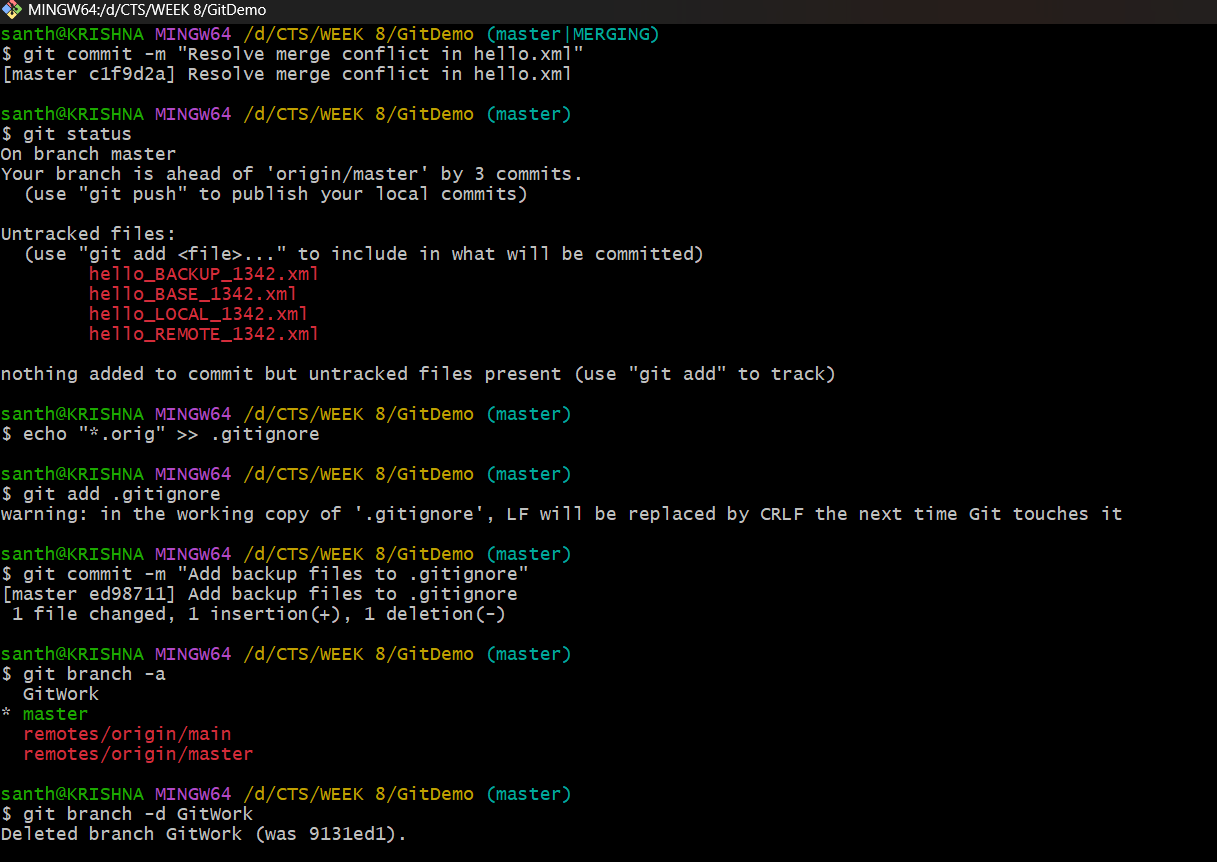 MINGW64:/d/CTS/WEEK 8/GitDemo
santh@KRISHNA MINGW64 /d/CTS/WEEK 8/GitDemo (master|MERGING)
$ git commit -m "Resolve merge conflict in hello.xml"
[master c1f9d2a] Resolve merge conflict in hello.xml
santh@KRISHNA MINGW64 /d/CTS/WEEK 8/GitDemo (master)
$ git status
On branch master
Your branch is ahead of 'origin/master' by 3 commits.
  (use "git push" to publish your local commits)
Untracked files:
  (use "git add <file>..." to include in what will be committed)
        hello_BACKUP_1342.xml
        hello_BASE_1342.xml
        hello_LOCAL_1342.xml
        hello_REMOTE_1342.xml
nothing added to commit but untracked files present (use "git add" to track)
santh@KRISHNA MINGW64 /d/CTS/WEEK 8/GitDemo (master)
$ echo "*.orig" >> .gitignore
santh@KRISHNA MINGW64 /d/CTS/WEEK 8/GitDemo (master)
$ git add .gitignore
warning: in the working copy of '.gitignore', LF will be replaced by CRLF the next time Git touches it
santh@KRISHNA MINGW64 /d/CTS/WEEK 8/GitDemo (master)
$ git commit -m "Add backup files to .gitignore"
[master ed98711] Add backup files to .gitignore
 1 file changed, 1 insertion(+), 1 deletion(-)
santh@KRISHNA MINGW64 /d/CTS/WEEK 8/GitDemo (master)
$ git branch -a
  GitWork
* master
  remotes/origin/main
  remotes/origin/master
santh@KRISHNA MINGW64 /d/CTS/WEEK 8/GitDemo (master)
$ git branch -d GitWork
Deleted branch GitWork (was 9131ed1).